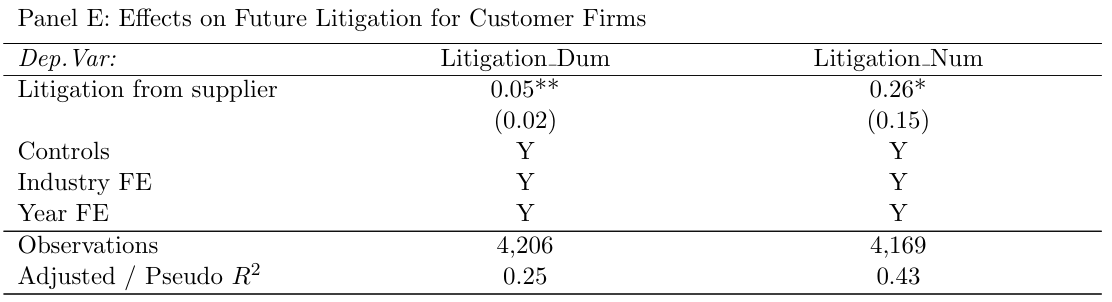 Panel E: Effects on Future Litigation for Customer Firms
Dep.Var: Litigation_Dum Litigation_Num
Litigation from supplier 0.05** 0.26*
(0.02) (0.15)
Controls Y Y
Industry FE Y Y
Year FE Y Y
Observations 4,206 4,169
Adjusted / Pseudo R² 0.25 0.43